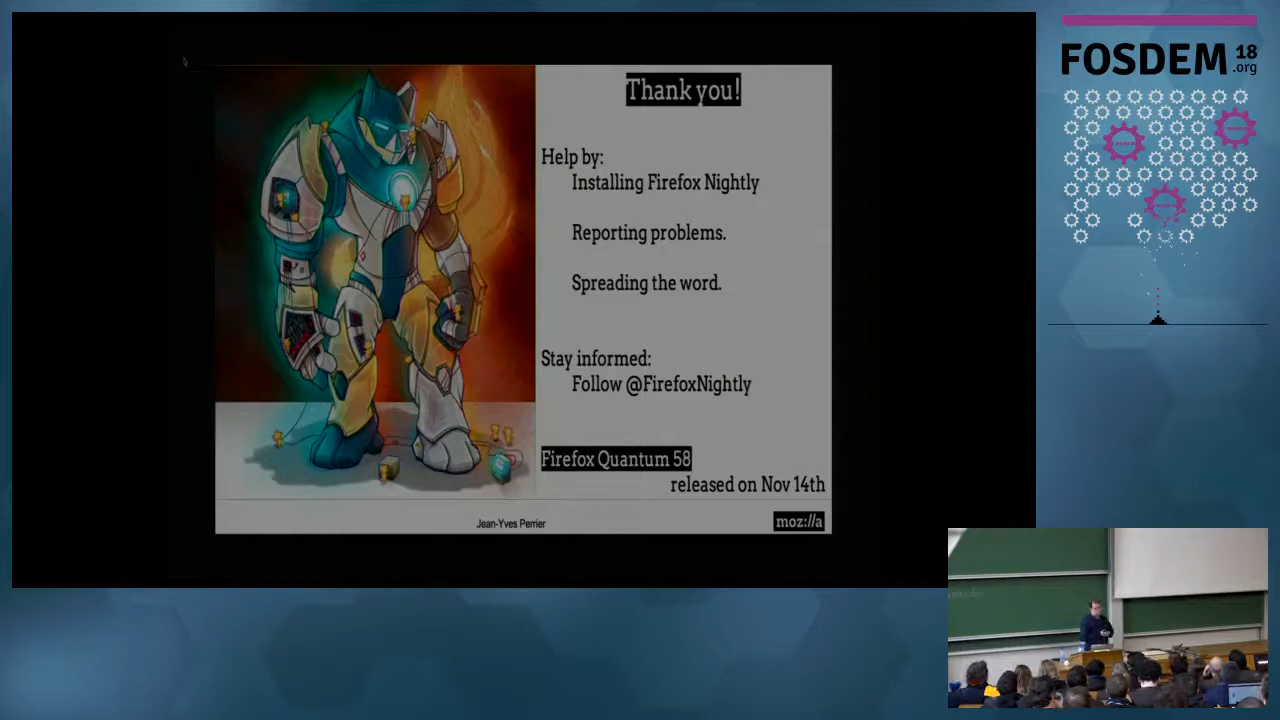 Thank you!
Help by:
Installing Firefox Nightly
Reporting problems.
Spreading the word.
Stay informed:
Follow @FirefoxNightly
Firefox Quantum 58
released on Nov 14th
Jean-Yves Perrier
moz://a
FOSDEM 18
.org